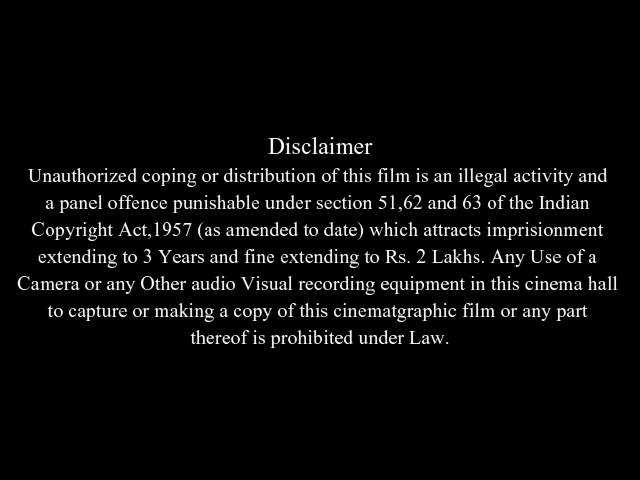 Disclaimer
Unauthorized coping or distribution of this film is an illegal activity and
a panel offence punishable under section 51,62 and 63 of the Indian
Copyright Act,1957 (as amended to date) which attracts imprisionment
extending to 3 Years and fine extending to Rs. 2 Lakhs. Any Use of a
Camera or any Other audio Visual recording equipment in this cinema hall
to capture or making a copy of this cinematgraphic film or any part
thereof is prohibited under Law.